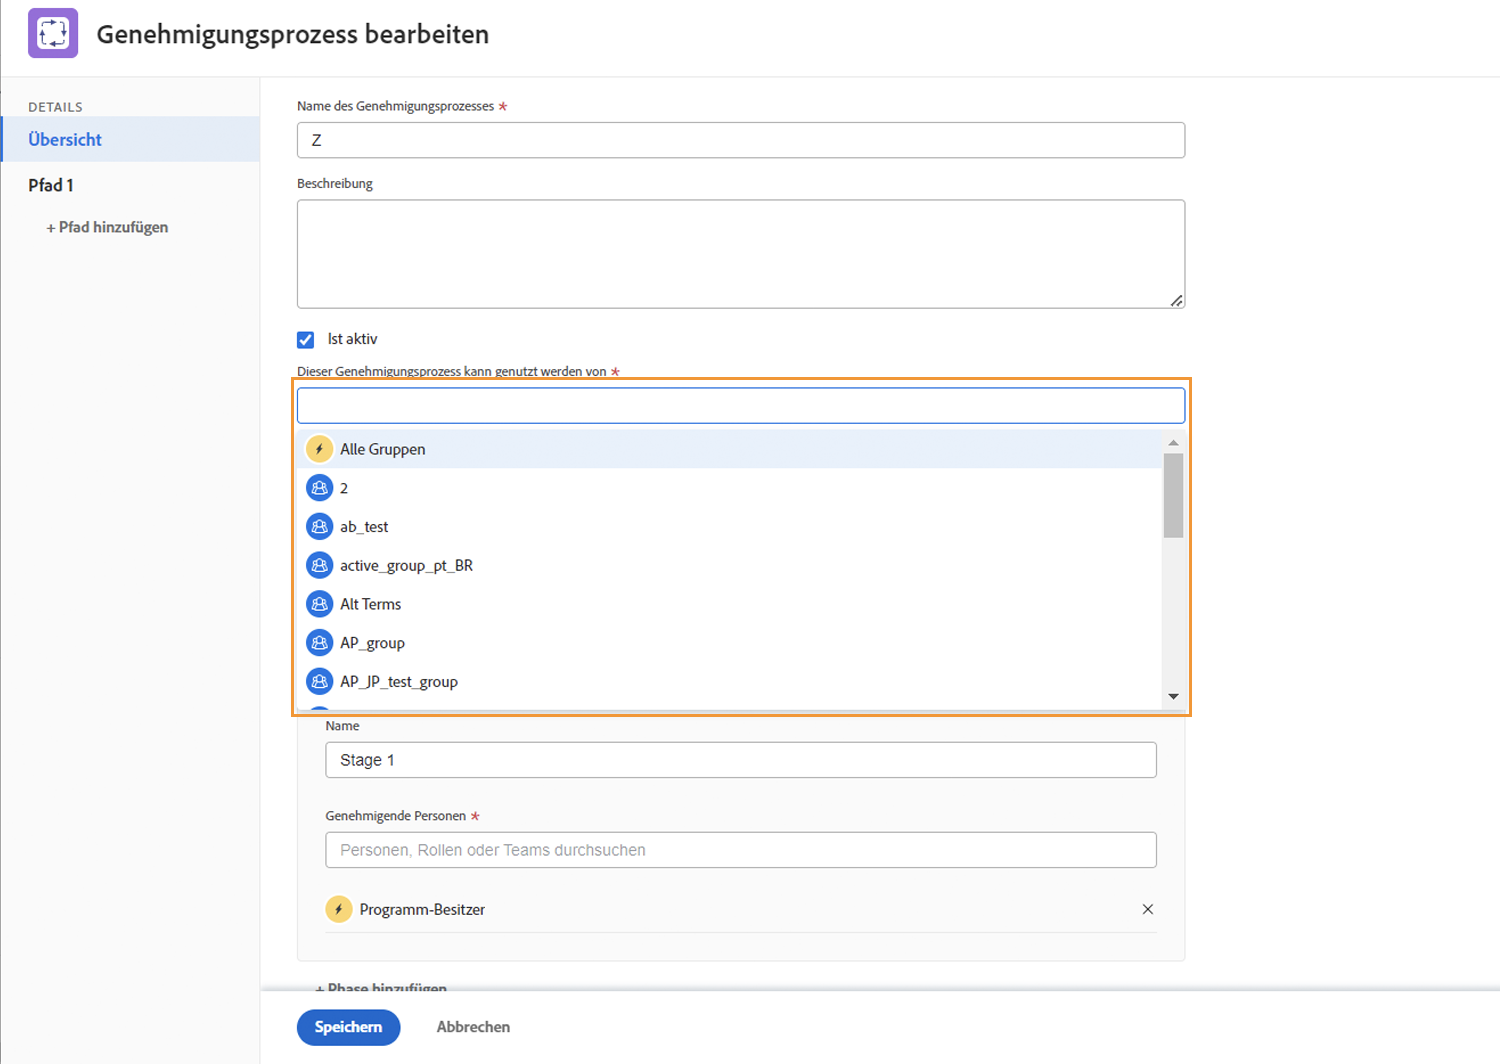 Genehmigungsprozess bearbeiten
DETAILS
Übersicht
Pfad 1
+ Pfad hinzufügen
Name des Genehmigungsprozesses *
Z
Beschreibung
Ist aktiv
Dieser Genehmigungsprozess kann genutzt werden von *
Alle Gruppen
2
ab_test
active_group_pt_BR
Alt Terms
AP_group
AP_JP_test_group
Name
Stage 1
Genehmigende Personen *
Personen, Rollen oder Teams durchsuchen
Programm-Besitzer
+ Phase hinzufügen
Speichern
Abbrechen